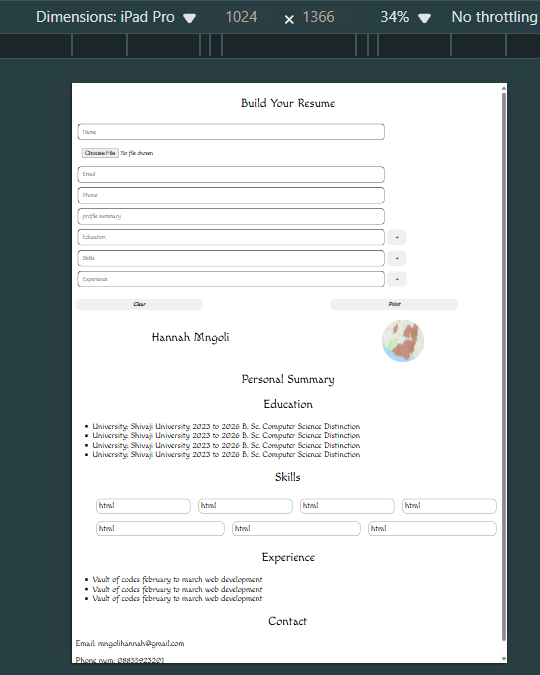 Dimensions: iPad Pro 1024 × 1366 34% No throttling
Build Your Resume
Name
Choose File No file chosen
Email
Phone
profile summary
Education +
Skills +
Experience +
Clear Print
Hannah Mngoli
Personal Summary
Education
University: Shivaji University 2023 to 2026 B. Sc. Computer Science Distinction
University: Shivaji University 2023 to 2026 B. Sc. Computer Science Distinction
University: Shivaji University 2023 to 2026 B. Sc. Computer Science Distinction
University: Shivaji University 2023 to 2026 B. Sc. Computer Science Distinction
Skills
html html html html
html html html
Experience
Vault of codes february to march web development
Vault of codes february to march web development
Vault of codes february to march web development
Contact
Email: mngolihannah@gmail.com
Phone num: 08855923201